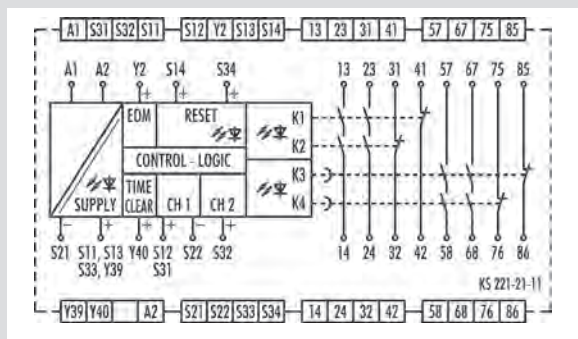 A1 S31 S32 S11 S12 Y2 S13 S14 13 23 31 41 57 67 75 85
A1 A2 Y2 S14 S34 13 23 31 41 57 67 75 85
+ + +
EDM RESET K1
K2
CONTROL - LOGIC
K3
SUPPLY TIME CLEAR CH 1 CH 2 K4
− + + + − +
S21 S11, S13 Y40 S12 S22 S32 14 24 32 42 58 68 76 86
S33, Y39 S31
KS 221-21-11
Y39 Y40 A2 S21 S22 S33 S34 14 24 32 42 58 68 76 86